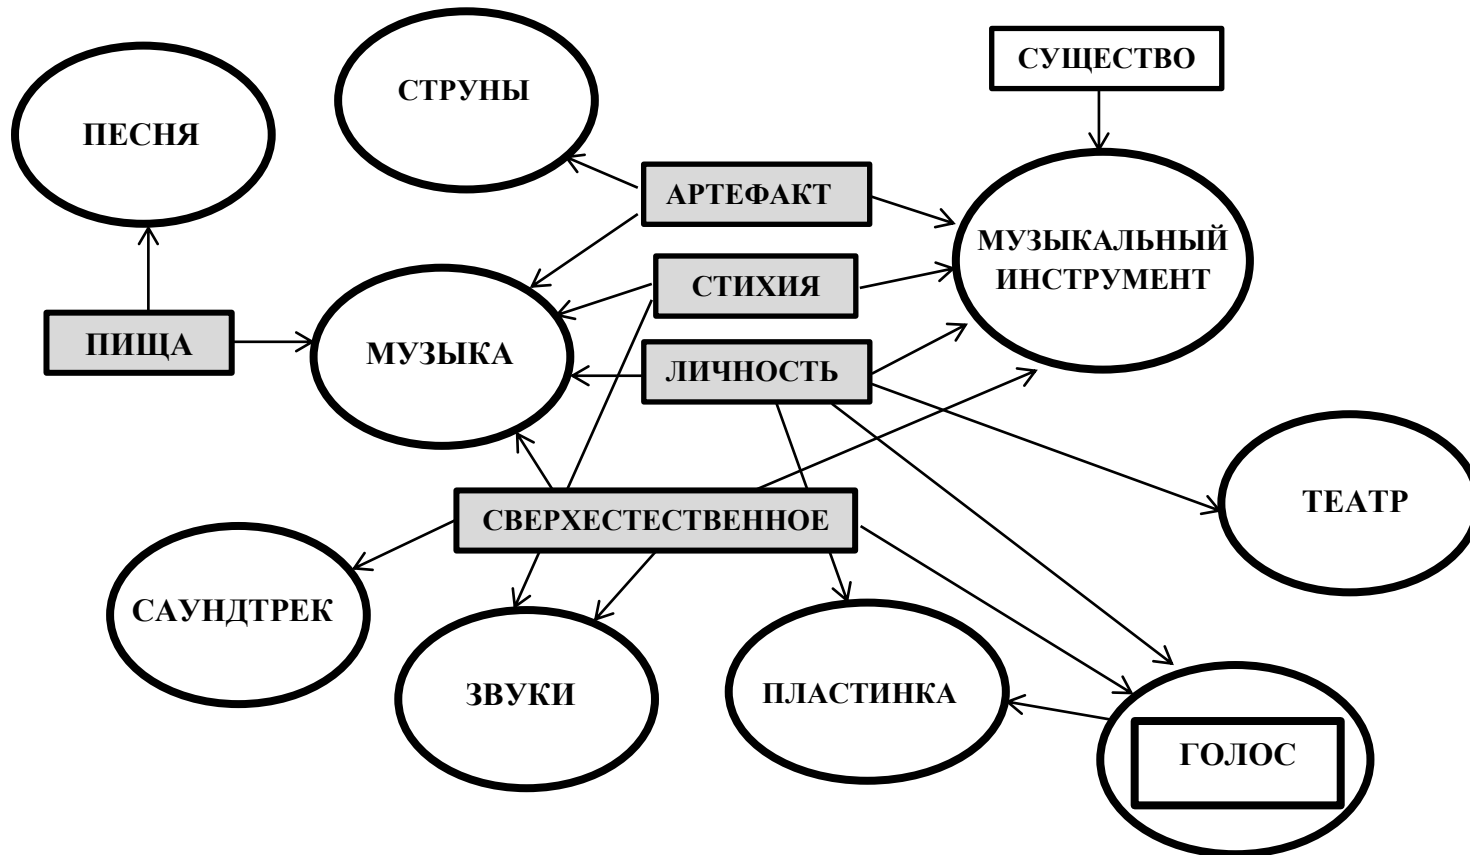 СТРУНЫ
СУЩЕСТВО
ПЕСНЯ
АРТЕФАКТ
МУЗЫКАЛЬНЫЙ
ИНСТРУМЕНТ
СТИХИЯ
ПИЩА
МУЗЫКА
ЛИЧНОСТЬ
ТЕАТР
СВЕРХЕСТЕСТВЕННОЕ
САУНДТРЕК
ЗВУКИ
ПЛАСТИНКА
ГОЛОС